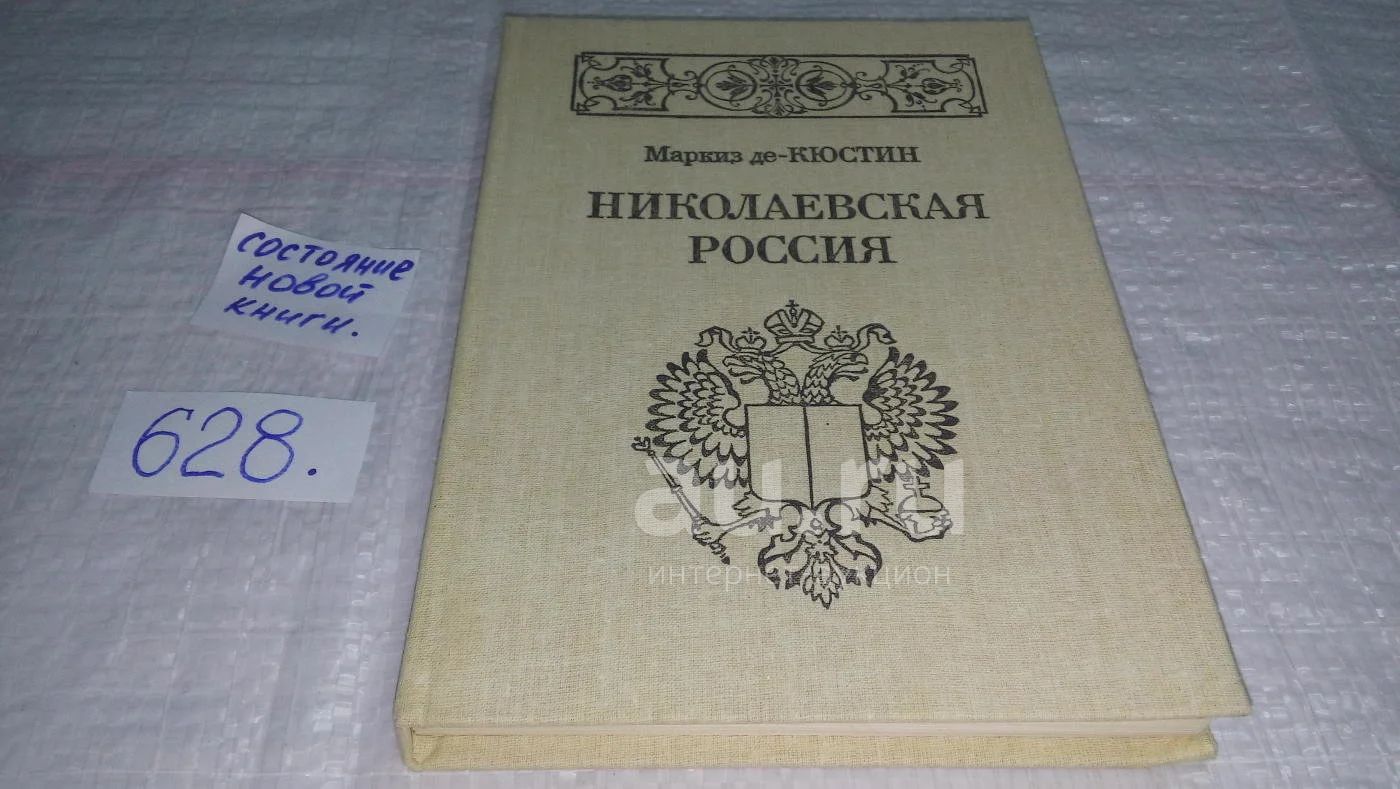 Маркиз де-КЮСТИН
НИКОЛАЕВСКАЯ
РОССИЯ
состояние
новой
книги.
628.
au.ru
интернет-аукцион